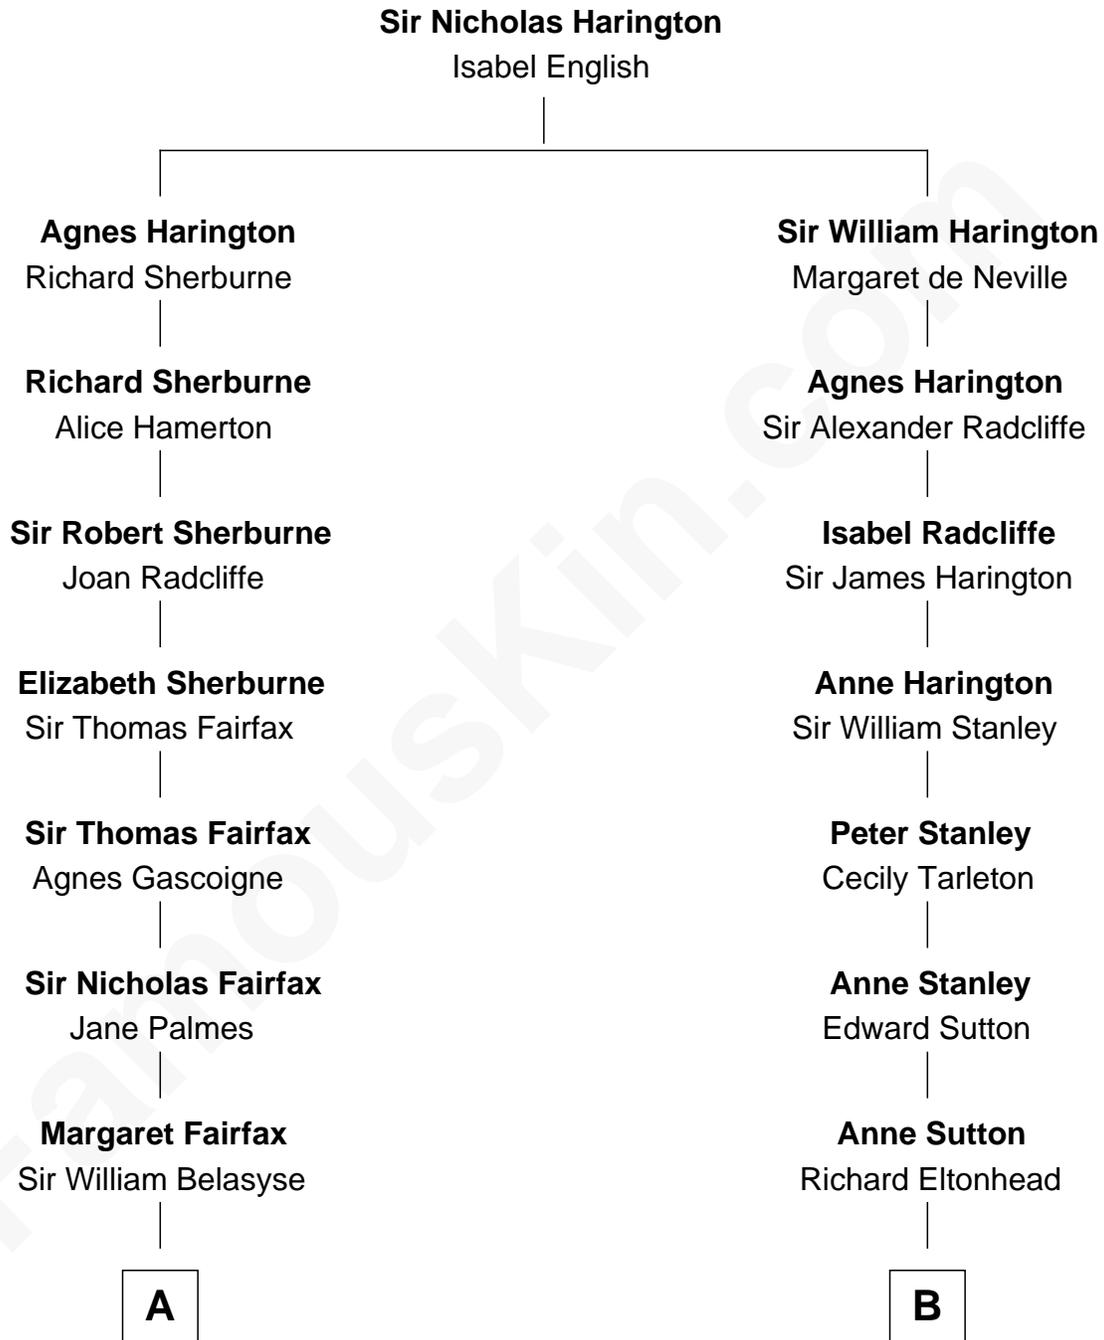 Sir Nicholas Harington
Isabel English
Agnes Harington
Richard Sherburne
Sir William Harington
Margaret de Neville
Richard Sherburne
Alice Hamerton
Agnes Harington
Sir Alexander Radcliffe
Sir Robert Sherburne
Joan Radcliffe
Isabel Radcliffe
Sir James Harington
Elizabeth Sherburne
Sir Thomas Fairfax
Anne Harington
Sir William Stanley
Sir Thomas Fairfax
Agnes Gascoigne
Peter Stanley
Cecily Tarleton
Sir Nicholas Fairfax
Jane Palmes
Anne Stanley
Edward Sutton
Margaret Fairfax
Sir William Belasyse
Anne Sutton
Richard Eltonhead
A
B
FamousKin.com